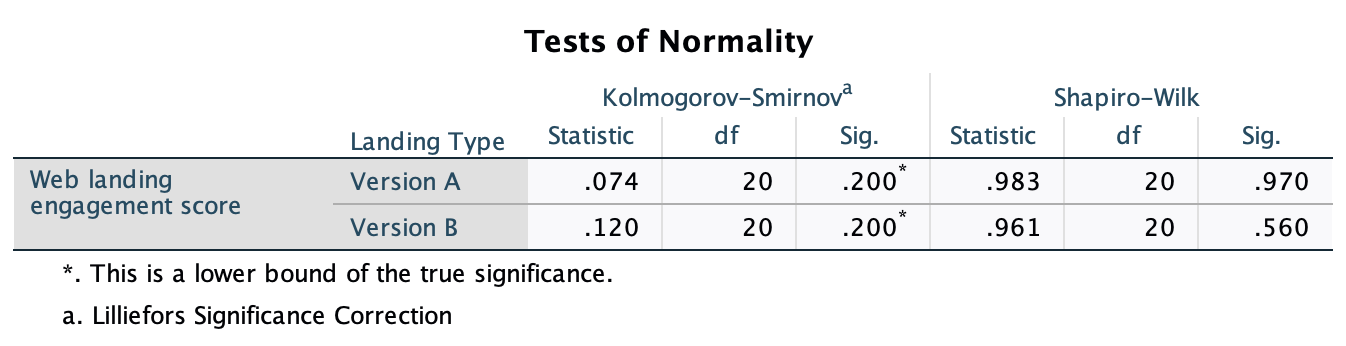 Tests of Normality
Kolmogorov–Smirnovᵃ Shapiro–Wilk
Landing Type Statistic df Sig. Statistic df Sig.
Web landing engagement score Version A .074 20 .200* .983 20 .970
Version B .120 20 .200* .961 20 .560
*. This is a lower bound of the true significance.
a. Lilliefors Significance Correction